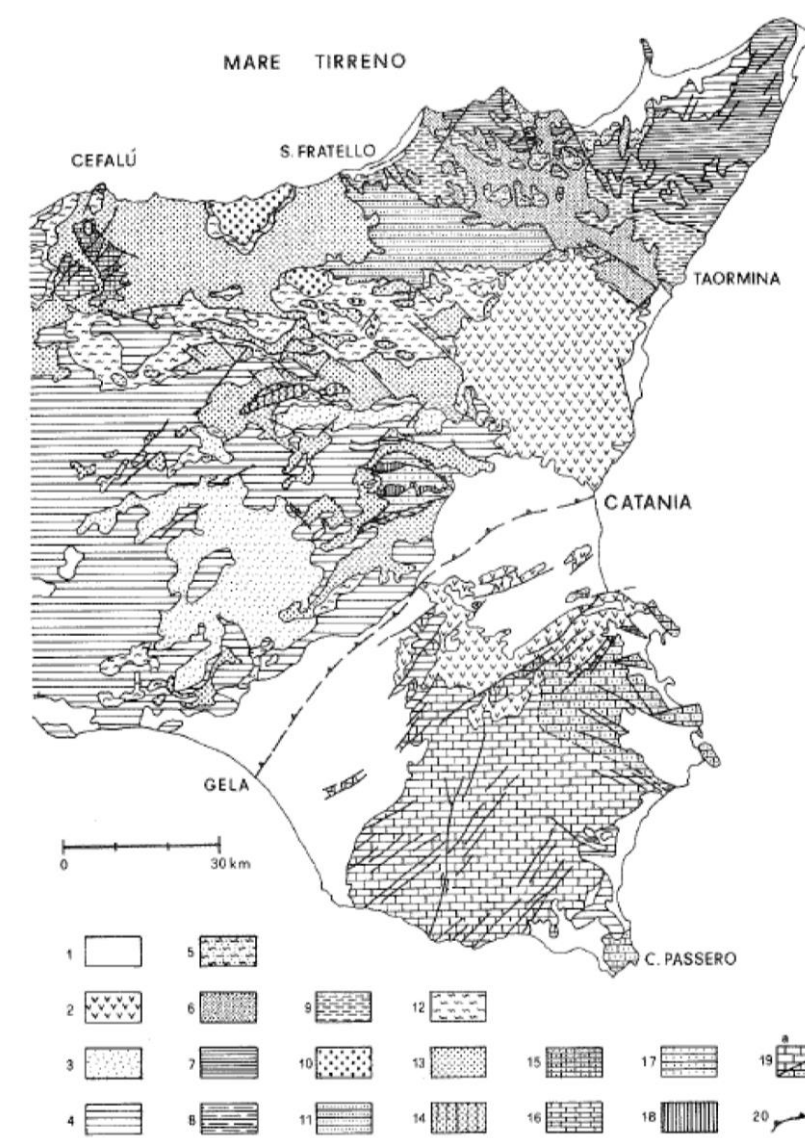 MARE TIRRENO
CEFALÚ
S. FRATELLO
TAORMINA
CATANIA
GELA
0 30 km
C. PASSERO
1 5
2 6 9 12
a
3 7 10 13 15 17 19
4 8 11 14 16 18 20